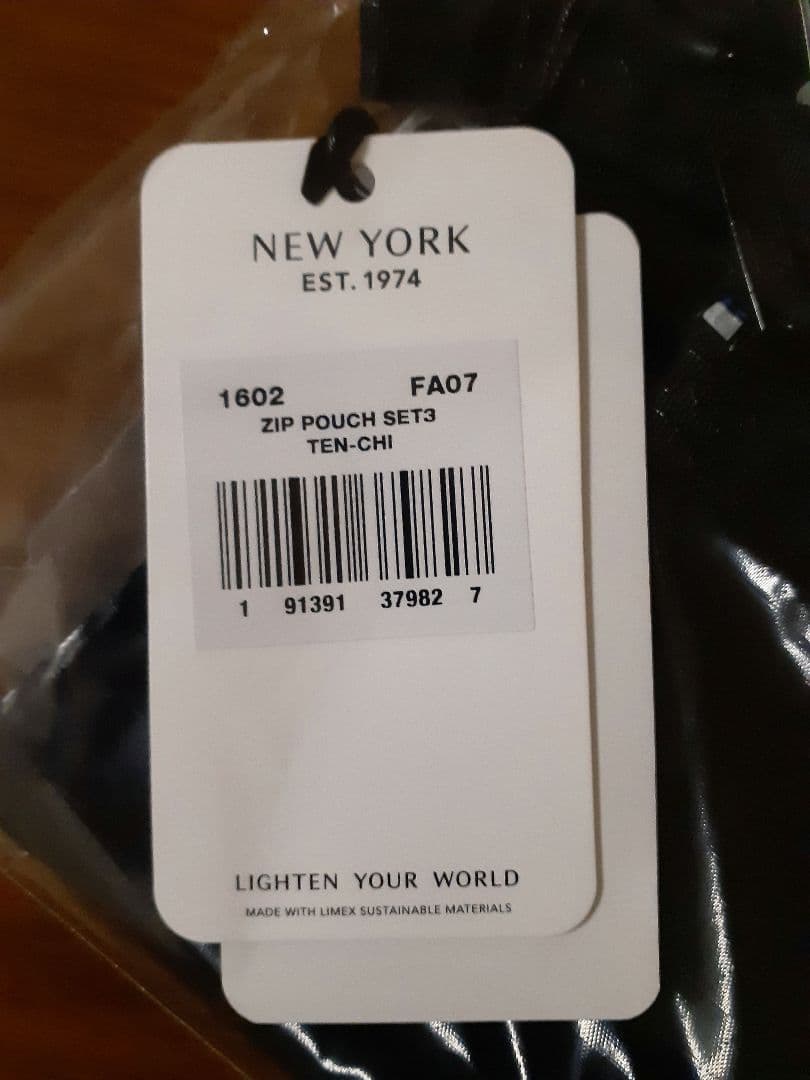 NEW YORK
EST. 1974
1602 FA07
ZIP POUCH SET3
TEN-CHI
1 91391 37982 7
LIGHTEN YOUR WORLD
MADE WITH LIMEX SUSTAINABLE MATERIALS